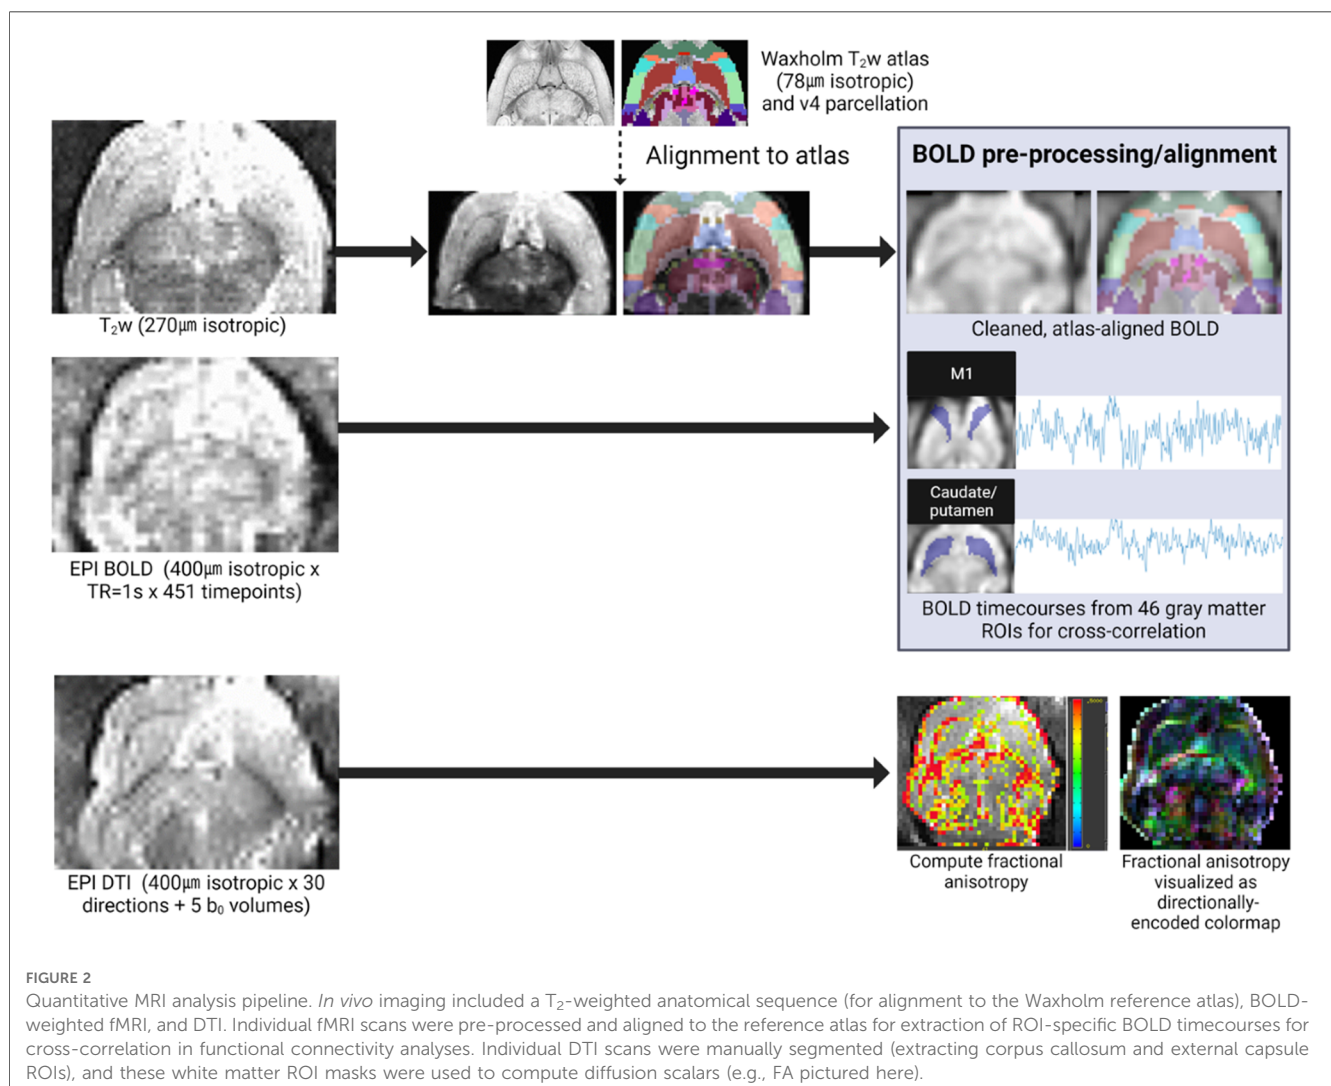 Waxholm T₂w atlas
(78µm isotropic)
and v4 parcellation
Alignment to atlas
BOLD pre-processing/alignment
T₂w (270µm isotropic)
Cleaned, atlas-aligned BOLD
M1
Caudate/
putamen
EPI BOLD (400µm isotropic x
TR=1s x 451 timepoints)
BOLD timecourses from 46 gray matter
ROIs for cross-correlation
EPI DTI (400µm isotropic x 30
directions + 5 b₀ volumes)
Compute fractional
anisotropy
Fractional anisotropy
visualized as
directionally-
encoded colormap
FIGURE 2
Quantitative MRI analysis pipeline. In vivo imaging included a T₂-weighted anatomical sequence (for alignment to the Waxholm reference atlas), BOLD-
weighted fMRI, and DTI. Individual fMRI scans were pre-processed and aligned to the reference atlas for extraction of ROI-specific BOLD timecourses for
cross-correlation in functional connectivity analyses. Individual DTI scans were manually segmented (extracting corpus callosum and external capsule
ROIs), and these white matter ROI masks were used to compute diffusion scalars (e.g., FA pictured here).